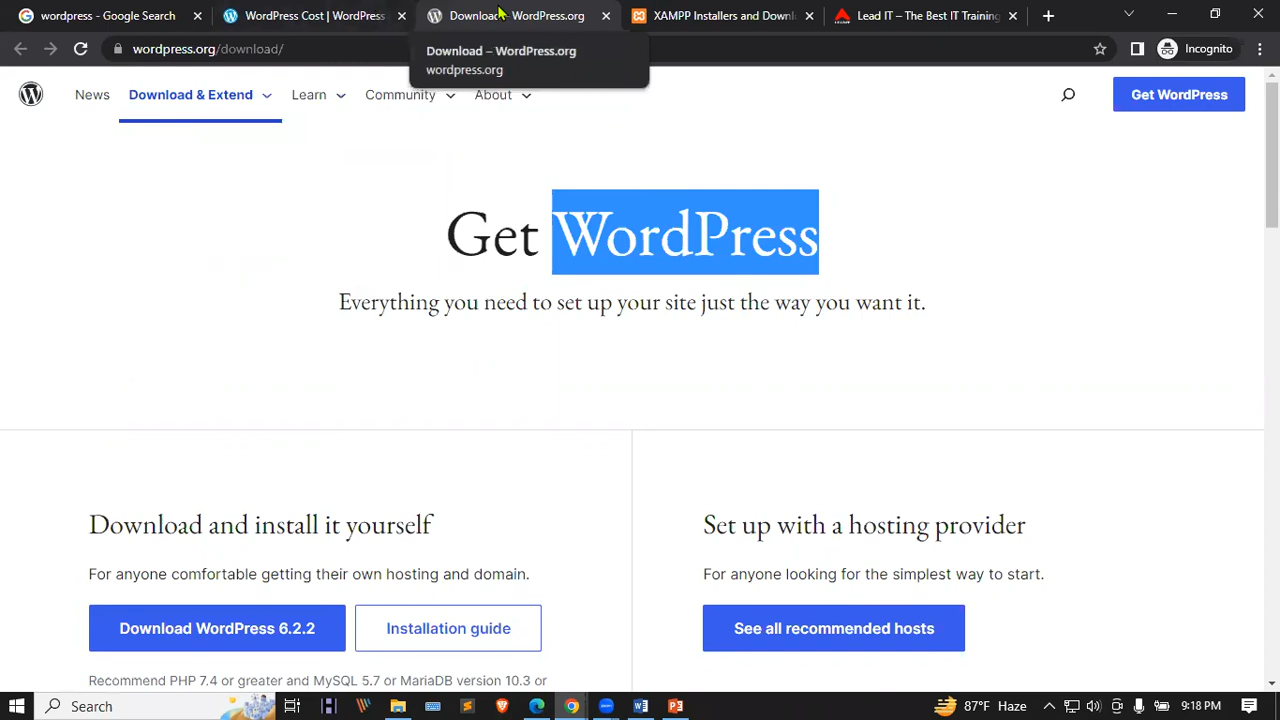 wordpress - Google Search
WordPress Cost | WordPress
Download – WordPress.org
XAMPP Installers and Downl
Lead IT – The Best IT Training
wordpress.org/download/
Incognito
Download – WordPress.org
wordpress.org
News
Download & Extend
Learn
Community
About
Get WordPress
Get WordPress
Everything you need to set up your site just the way you want it.
Download and install it yourself
For anyone comfortable getting their own hosting and domain.
Download WordPress 6.2.2
Installation guide
Recommend PHP 7.4 or greater and MySQL 5.7 or MariaDB version 10.3 or
Set up with a hosting provider
For anyone looking for the simplest way to start.
See all recommended hosts
Search
87°F Haze
9:18 PM